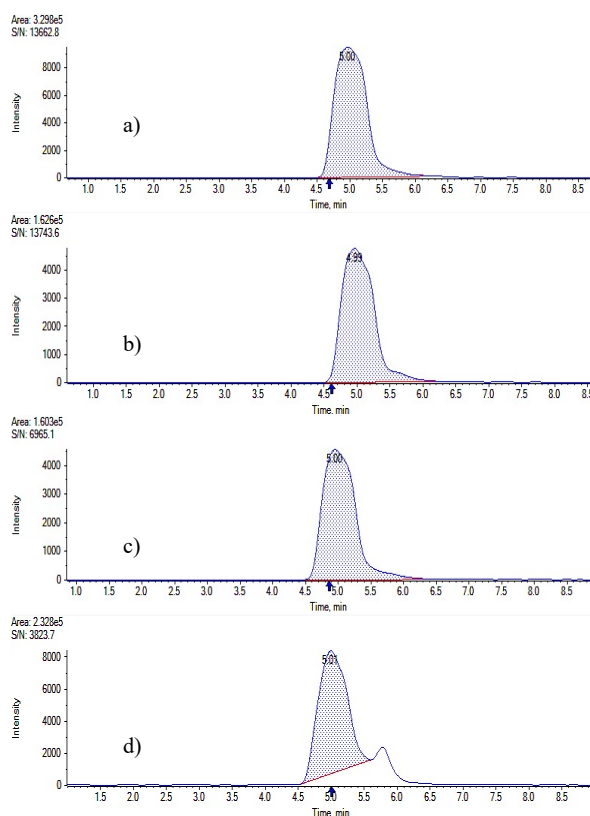 Area: 3.298e5
S/N: 13662.8
8000
6000
4000
2000
0
Intensity
5.00
a)
1.0 1.5 2.0 2.5 3.0 3.5 4.0 4.5 5.0 5.5 6.0 6.5 7.0 7.5 8.0 8.5
Time, min
Area: 1.626e5
S/N: 13743.6
4000
3000
2000
1000
0
Intensity
4.99
b)
1.0 1.5 2.0 2.5 3.0 3.5 4.0 4.5 5.0 5.5 6.0 6.5 7.0 7.5 8.0 8.5
Time, min
Area: 1.603e5
S/N: 6965.1
4000
3000
2000
1000
0
Intensity
5.00
c)
1.0 1.5 2.0 2.5 3.0 3.5 4.0 4.5 5.0 5.5 6.0 6.5 7.0 7.5 8.0 8.5
Time, min
Area: 2.328e5
S/N: 3823.7
8000
6000
4000
2000
0
Intensity
5.01
d)
1.5 2.0 2.5 3.0 3.5 4.0 4.5 5.0 5.5 6.0 6.5 7.0 7.5 8.0 8.5
Time, min